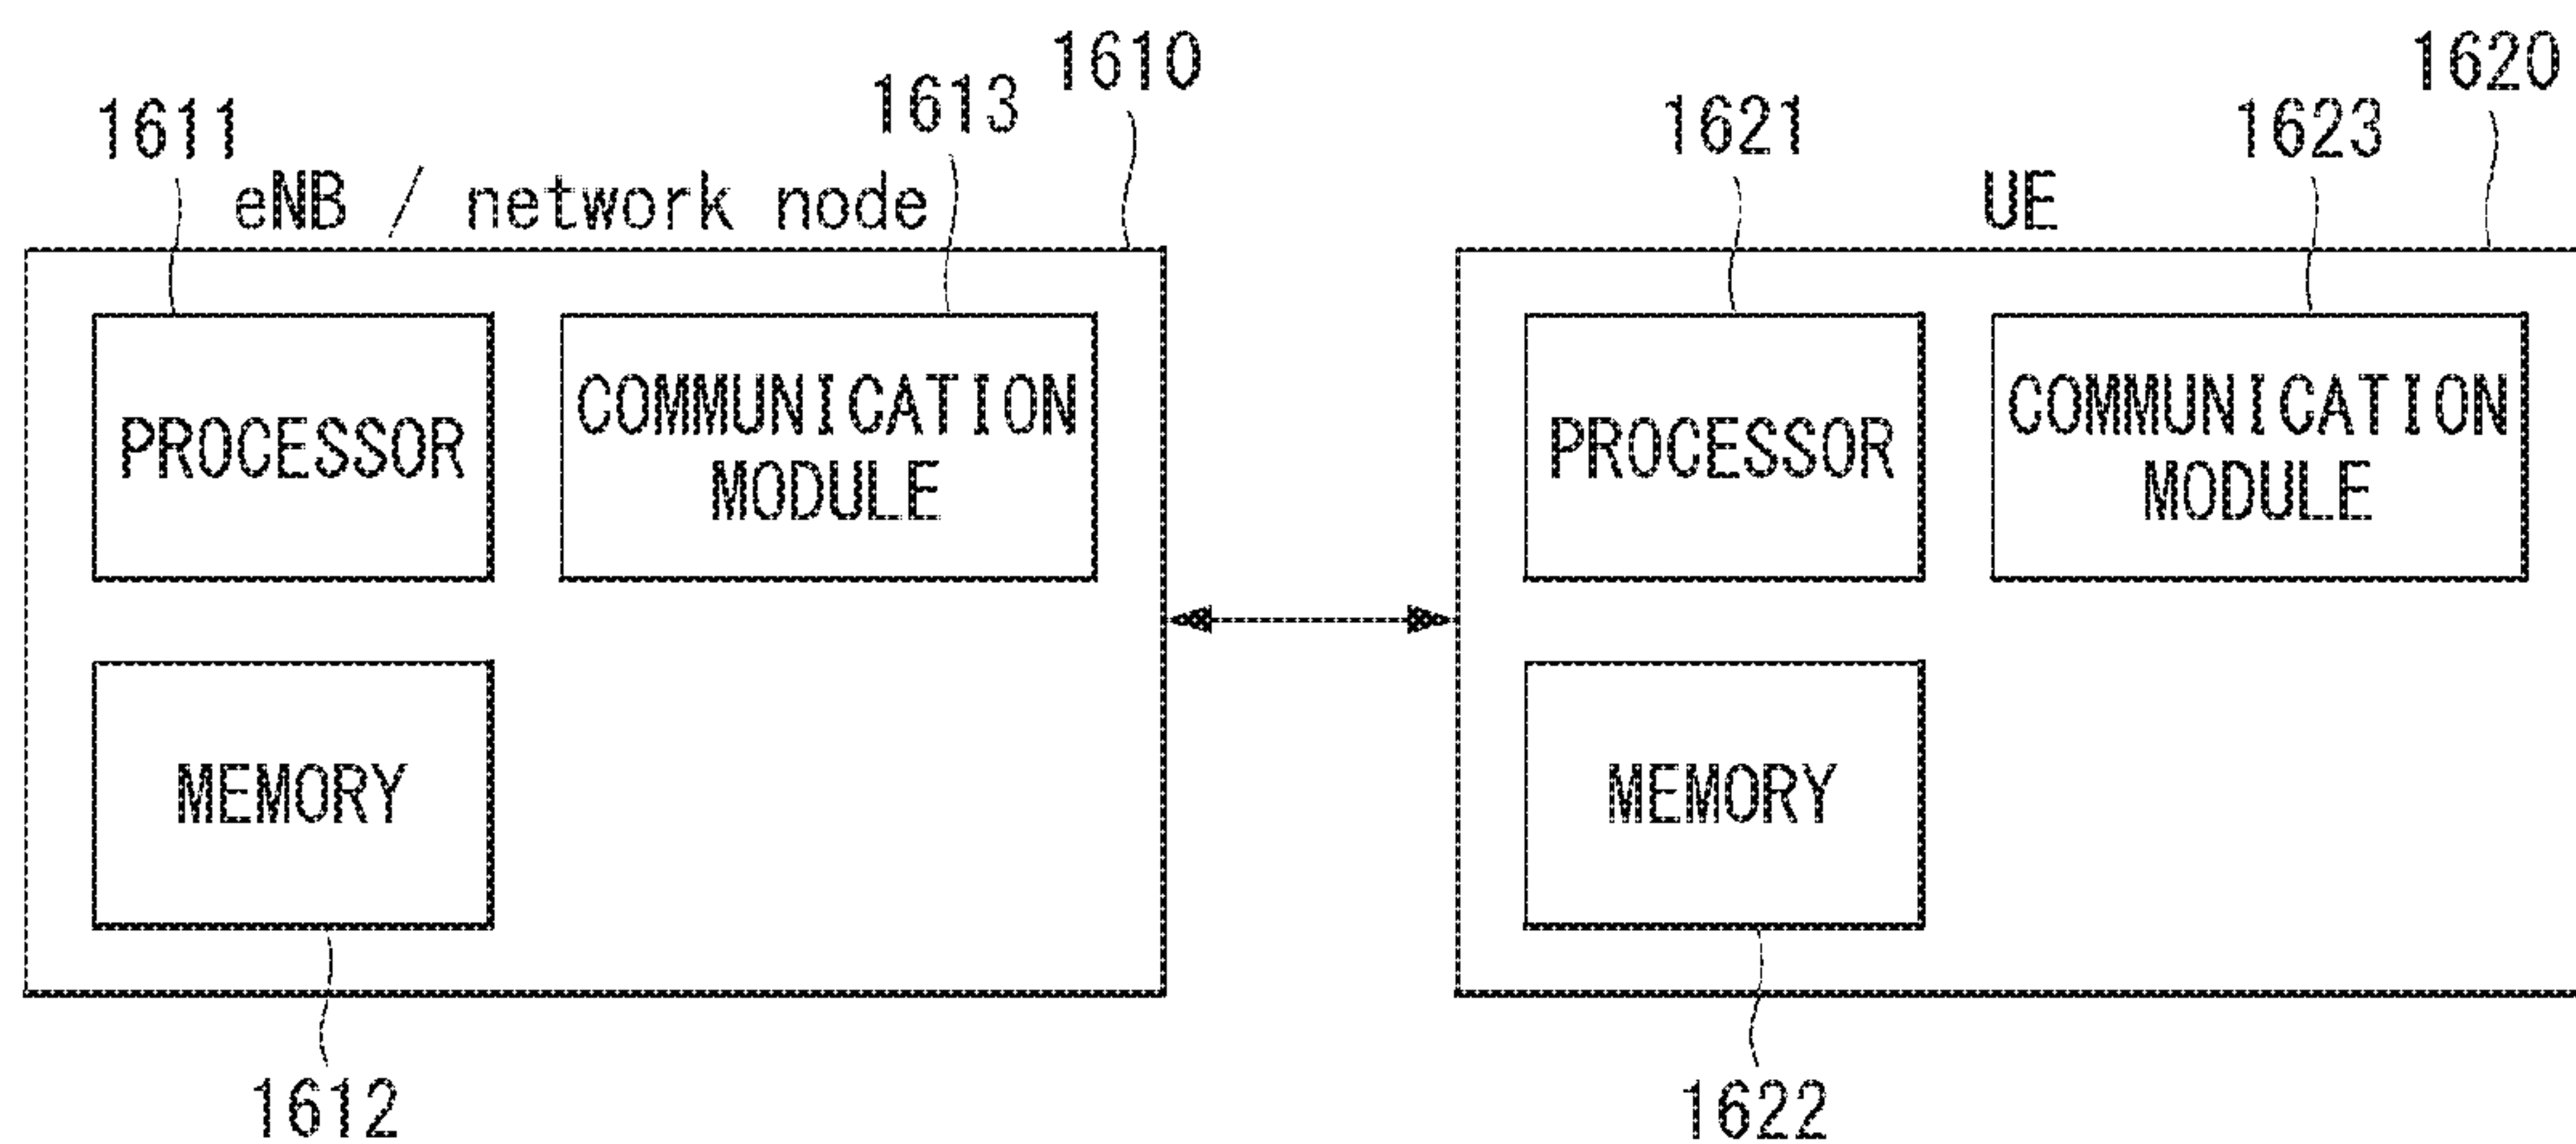 1610
1620
1613
1611
1621
1623
eNB / network node
UE
PROCESSOR
COMMUNICATION
MODULE
PROCESSOR
COMMUNICATION
MODULE
MEMORY
MEMORY
1612
1622